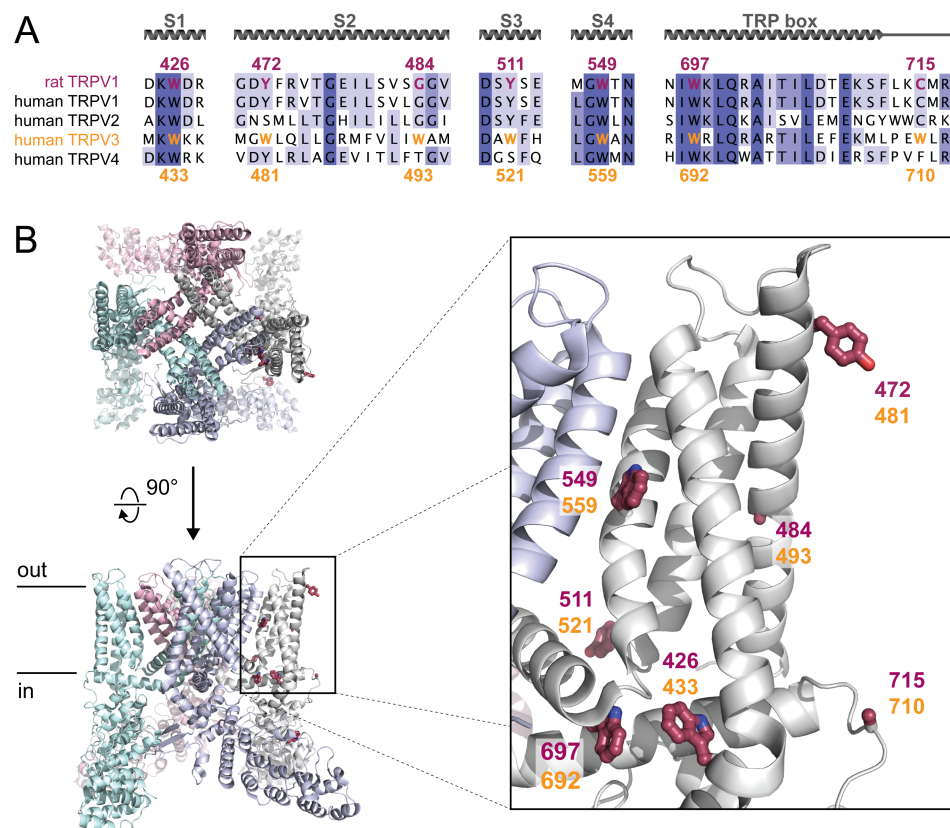 A
S1 S2 S3 S4 TRP box
426 472 484 511 549 697 715
rat TRPV1 DKWDR GDYFRVTGEILSVSGGV DSYSE MGWTN NIWKLQRAITILDTEKSFLKCMR
human TRPV1 DKWDR GDYFRVTGEILSVLGGV DSYFE LGWTN NIWKLQRAITILDTEKSFLKCMR
human TRPV2 AKWDL GNSMLLTGHILILLGGI DSYFE LGWLN SIWKLQKAISVLEMENGYWWCRK
human TRPV3 MKWKK MGWLQLLGRMFVLIWAM DAWFH LGWAN RIWRLQRARTILEFEKMLPEWLR
human TRPV4 DKWRK VDYLRLAGEVITLFTGV DGSFQ LGWMN HIWKLQWATTILDIERSFPVFLR
433 481 493 521 559 692 710
B
90°
out
in
472
481
549
559
484
493
511
521
426
433
715
710
697
692